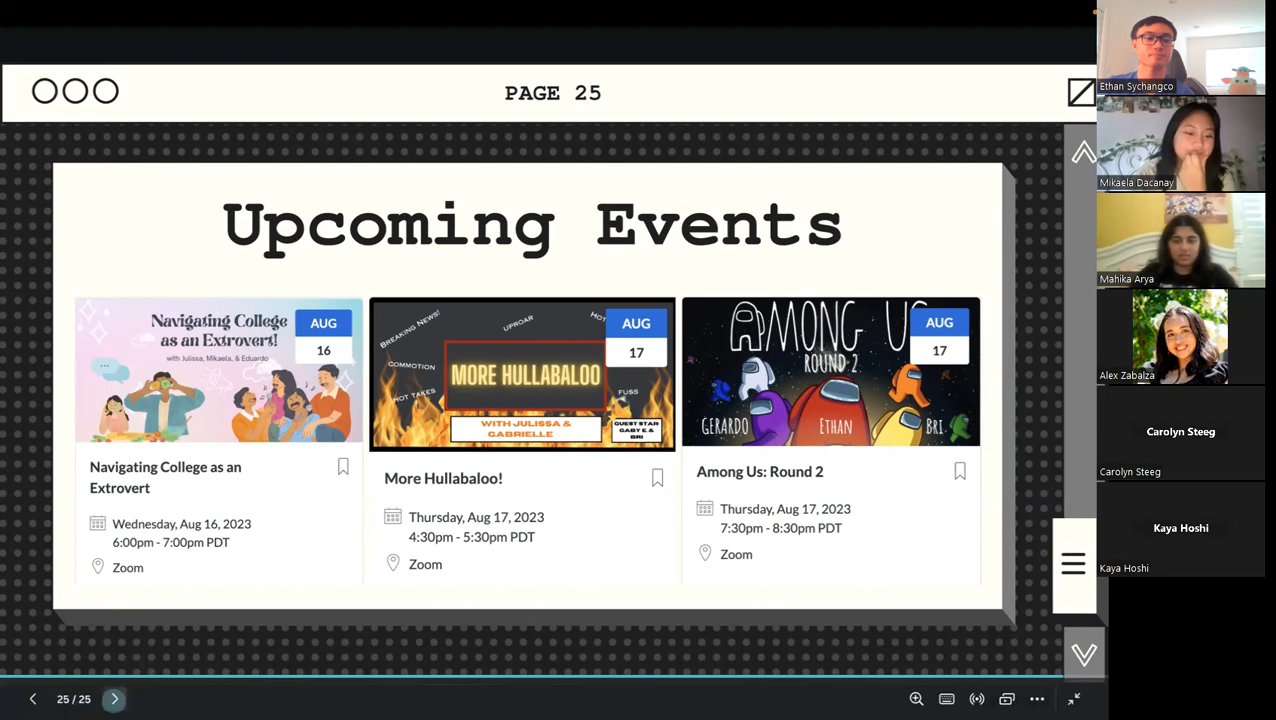 PAGE 25
Upcoming Events
Navigating College
as an Extrovert!
with Julissa, Mikaela, & Eduardo
AUG
16
Navigating College as an
Extrovert
Wednesday, Aug 16, 2023
6:00pm - 7:00pm PDT
Zoom
BREAKING NEWS!
UPROAR
HOT
COMMOTION
MORE HULLABALOO
HOT TAKES
FUSS
WITH JULISSA &
GABRIELLE
GUEST STAR
GABY E &
BRI
AUG
17
More Hullabaloo!
Thursday, Aug 17, 2023
4:30pm - 5:30pm PDT
Zoom
AMONG US
ROUND 2
GERARDO
ETHAN
BRI
AUG
17
Among Us: Round 2
Thursday, Aug 17, 2023
7:30pm - 8:30pm PDT
Zoom
25 / 25
Ethan Sychangco
Mikaela Dacanay
Mahika Arya
Alex Zabalza
Carolyn Steeg
Carolyn Steeg
Kaya Hoshi
Kaya Hoshi